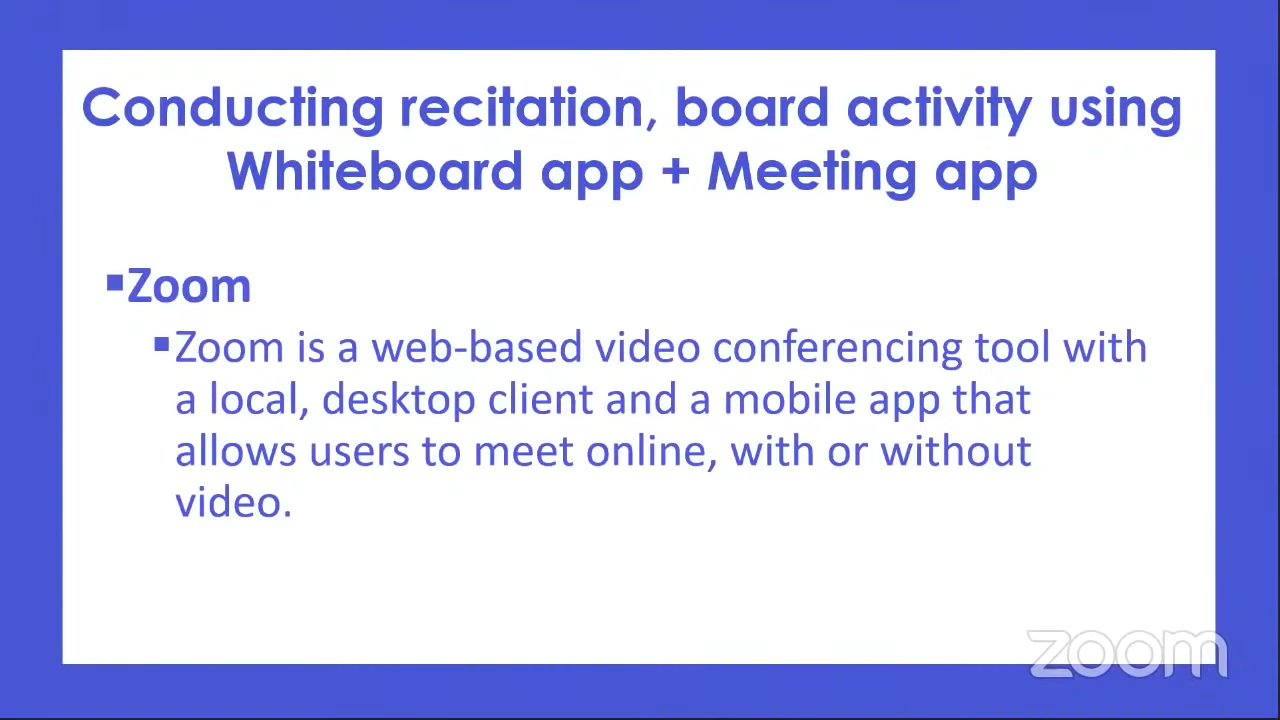 Conducting recitation, board activity using
Whiteboard app + Meeting app
▪Zoom
▪Zoom is a web-based video conferencing tool with
a local, desktop client and a mobile app that
allows users to meet online, with or without
video.
zoom